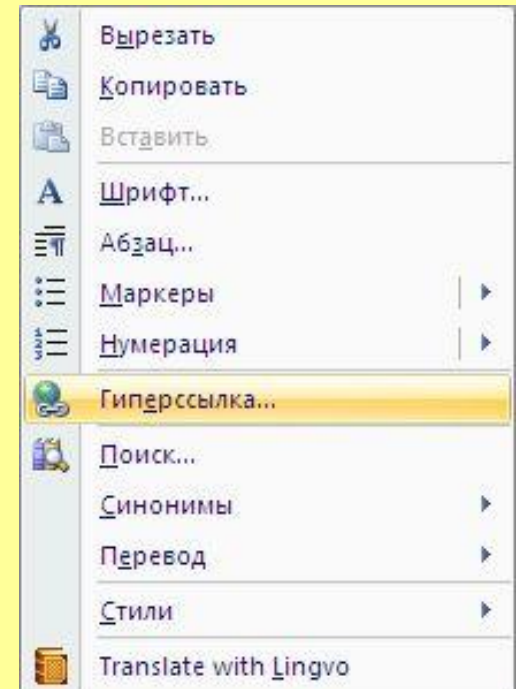 Вырезать
Копировать
Вставить
Шрифт...
Абзац...
Маркеры
Нумерация
Гиперссылка...
Поиск...
Синонимы
Перевод
Стили
Translate with Lingvo